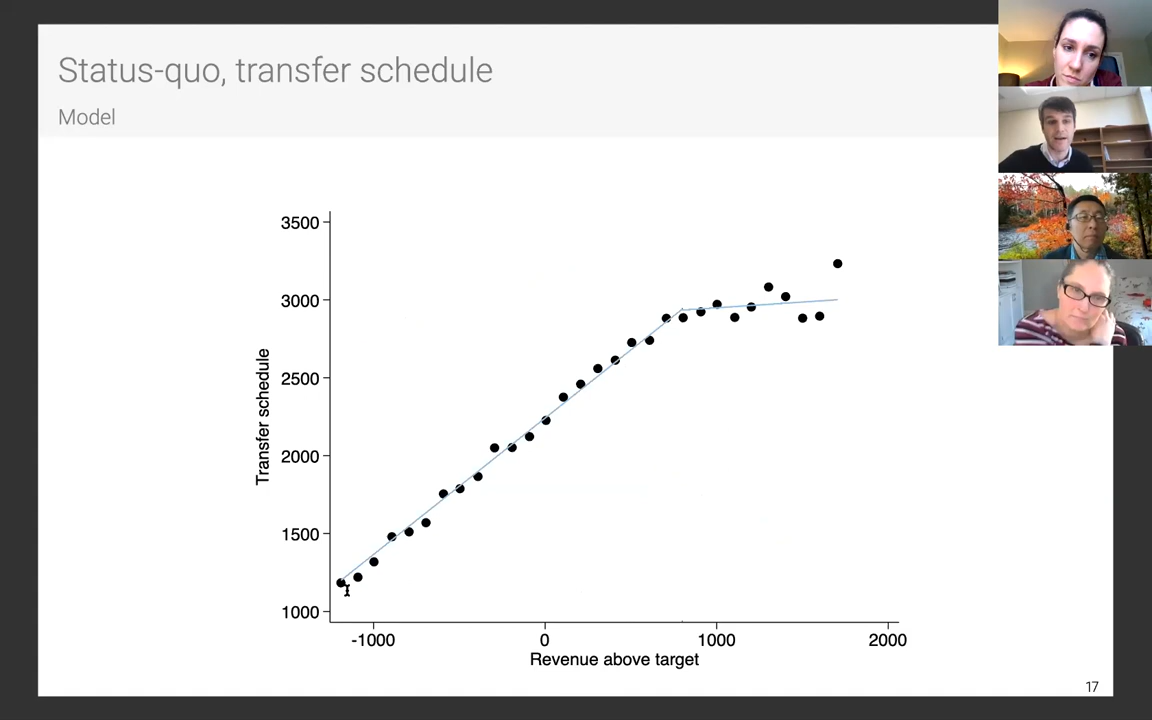 Status-quo, transfer schedule
Model
3500
3000
2500
2000
1500
1000
Transfer schedule
-1000
0
1000
2000
Revenue above target
17